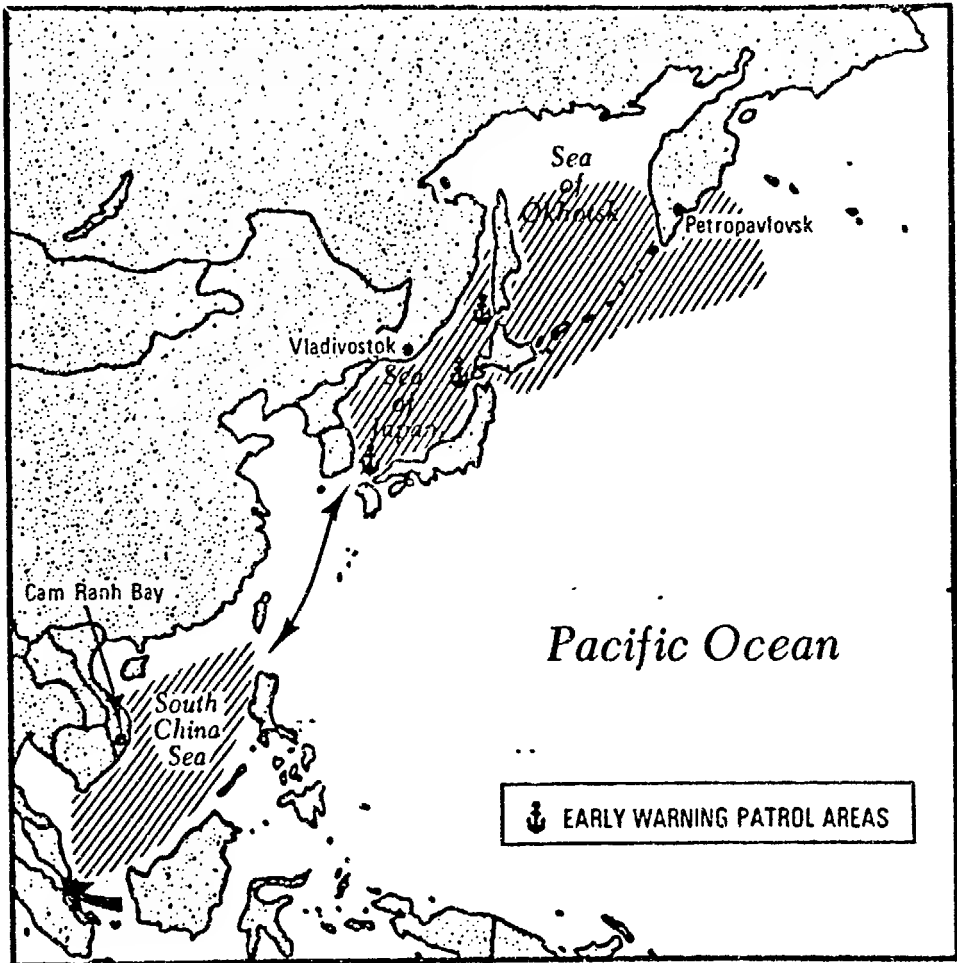 Sea
of
Okhotsk
Petropavlovsk
Vladivostok
Sea
of
Japan
Cam Ranh Bay
Pacific Ocean
South
China
Sea
EARLY WARNING PATROL AREAS